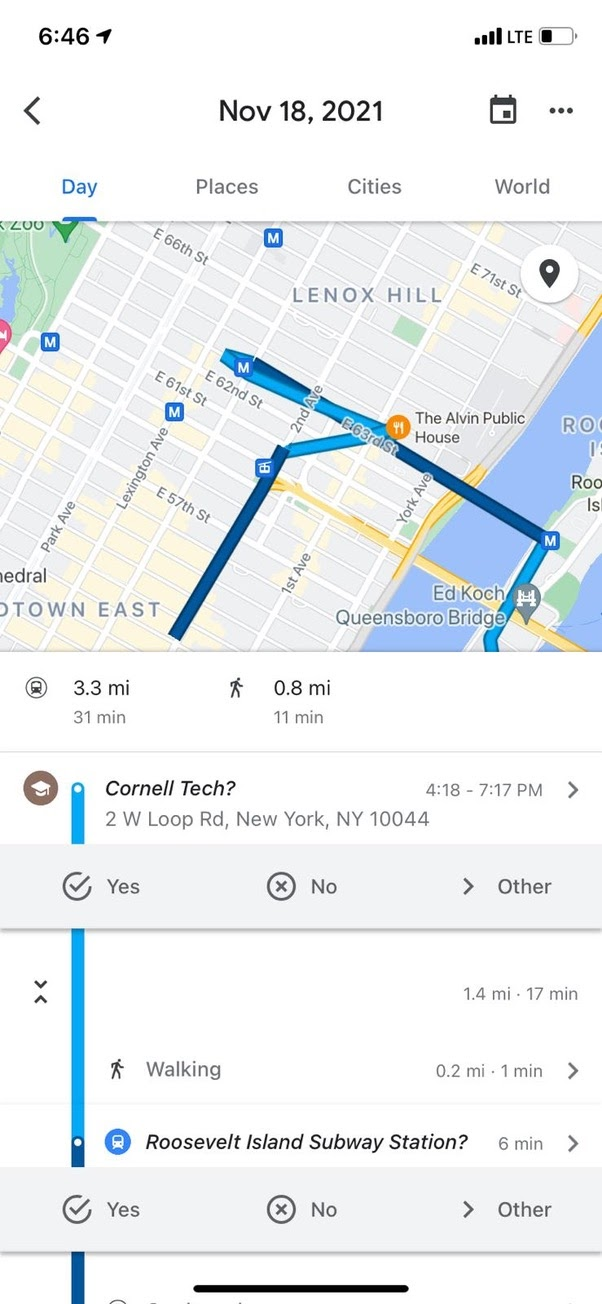 6:46
LTE
Nov 18, 2021
Day Places Cities World
Zoo
M
E 66th St
LENOX HILL
E 71st St
M
M
E 61st St
E 62nd St
M
2nd Ave
E 63rd St
The Alvin Public
House
Lexington Ave
E 57th St
York Ave
Park Ave
M
1st Ave
Ed Koch
Queensboro Bridge
3.3 mi 0.8 mi
31 min 11 min
Cornell Tech? 4:18 - 7:17 PM
2 W Loop Rd, New York, NY 10044
Yes No Other
1.4 mi · 17 min
Walking 0.2 mi · 1 min
Roosevelt Island Subway Station? 6 min
Yes No Other